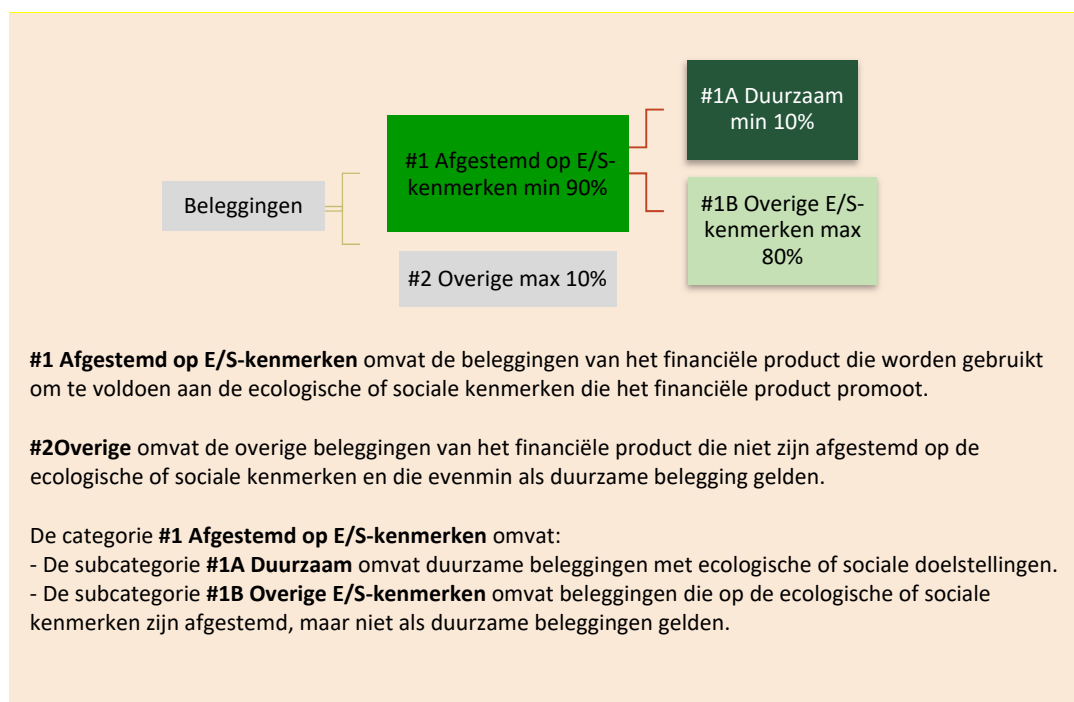 #1A Duurzaam
min 10%
#1 Afgestemd op E/S-
kenmerken min 90%
Beleggingen
#1B Overige E/S-
kenmerken max
80%
#2 Overige max 10%
#1 Afgestemd op E/S-kenmerken omvat de beleggingen van het financiële product die worden gebruikt
om te voldoen aan de ecologische of sociale kenmerken die het financiële product promoot.
#2Overige omvat de overige beleggingen van het financiële product die niet zijn afgestemd op de
ecologische of sociale kenmerken en die evenmin als duurzame belegging gelden.
De categorie #1 Afgestemd op E/S-kenmerken omvat:
- De subcategorie #1A Duurzaam omvat duurzame beleggingen met ecologische of sociale doelstellingen.
- De subcategorie #1B Overige E/S-kenmerken omvat beleggingen die op de ecologische of sociale
kenmerken zijn afgestemd, maar niet als duurzame beleggingen gelden.